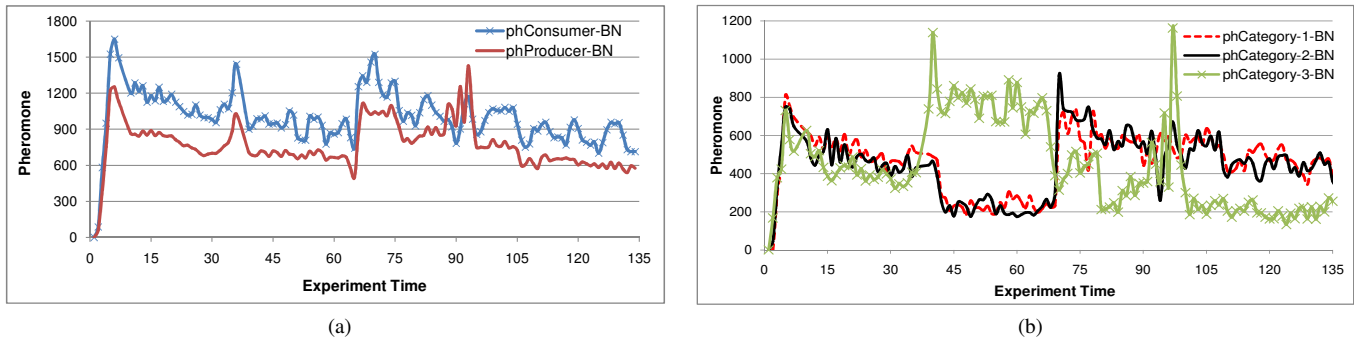 1800
1500
1200
900
600
300
0
Pheromone
phConsumer-BN
phProducer-BN
0 15 30 45 60 75 90 105 120 135
Experiment Time
(a)
1200
1000
800
600
400
200
0
Pheromone
phCategory-1-BN
phCategory-2-BN
phCategory-3-BN
0 15 30 45 60 75 90 105 120 135
Experiment Time
(b)